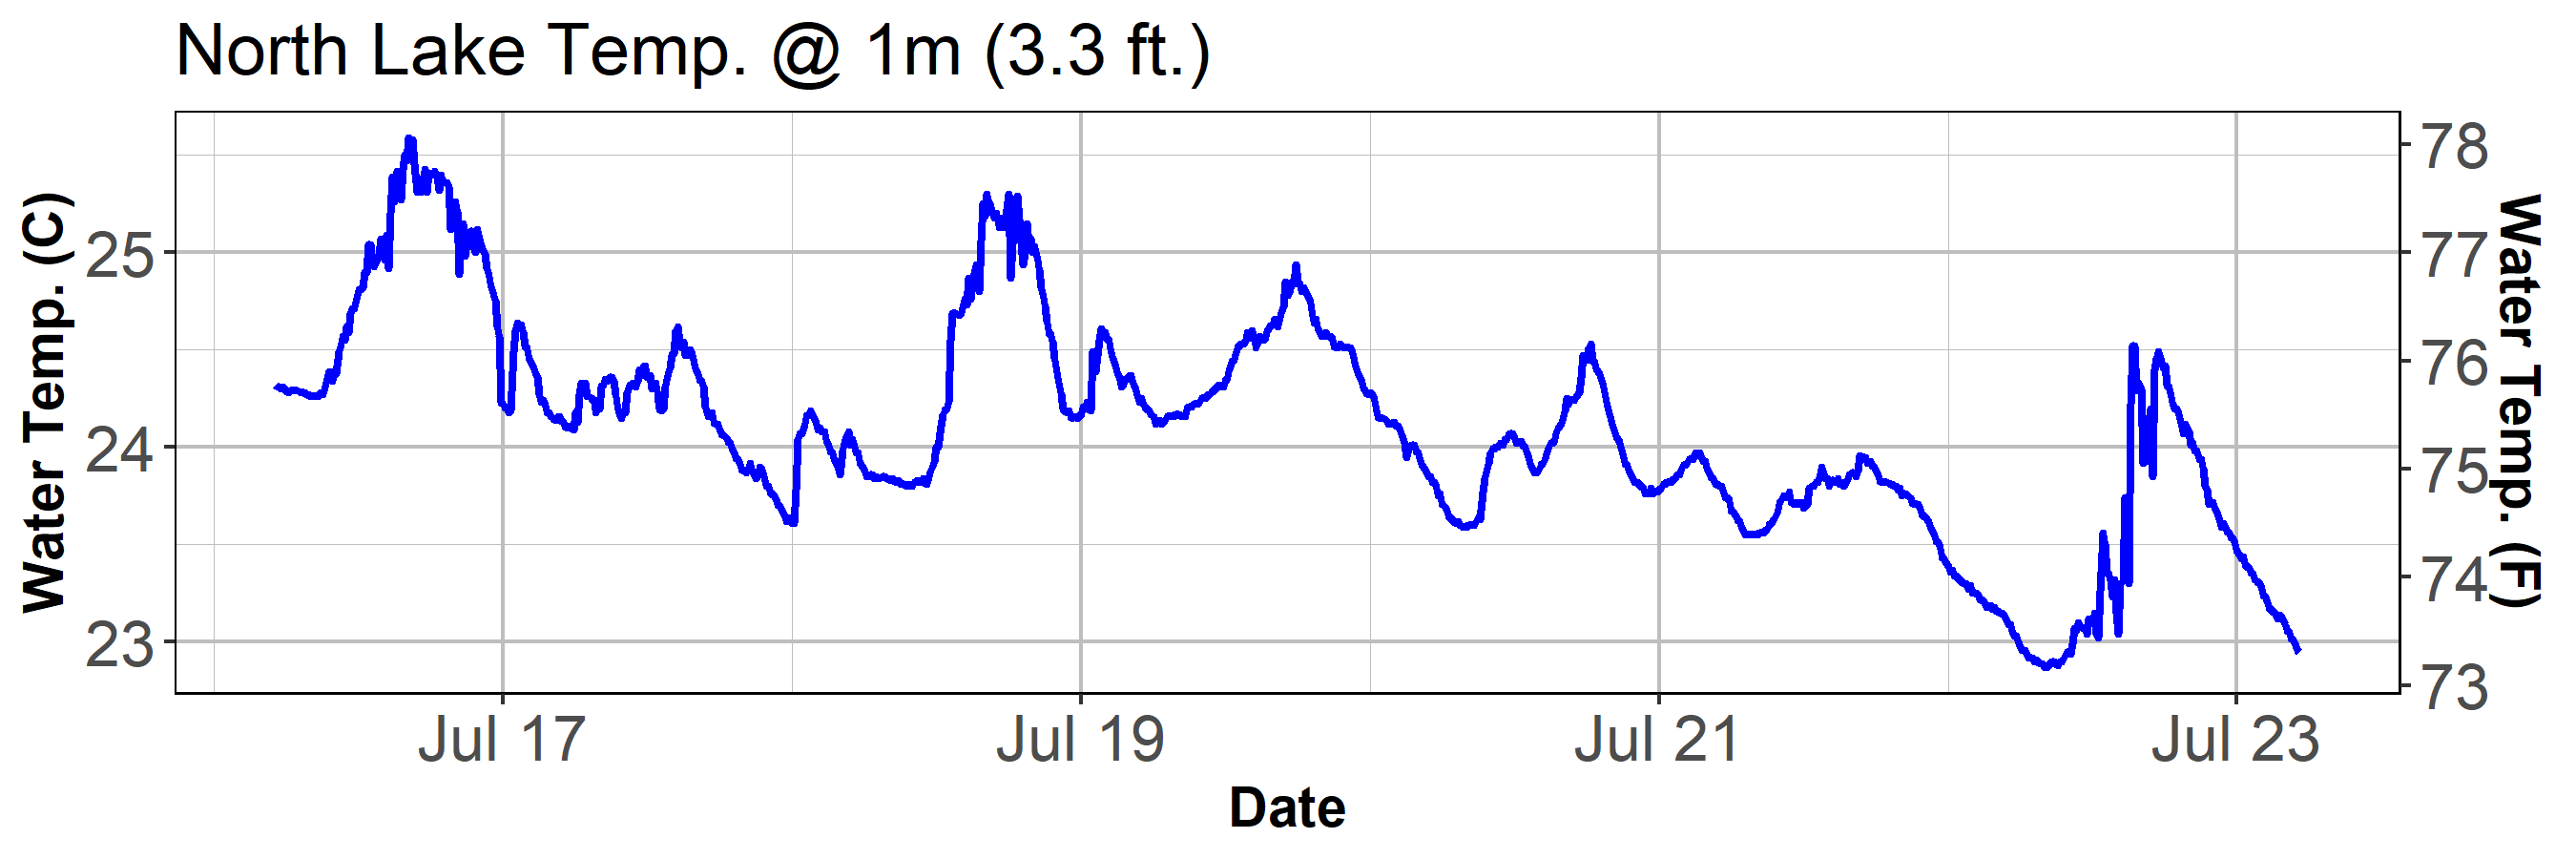 North Lake Temp. @ 1m (3.3 ft.)
Water Temp. (C)
25
24
23
78
77
76
75
74
73
Water Temp. (F)
Jul 17
Jul 19
Jul 21
Jul 23
Date